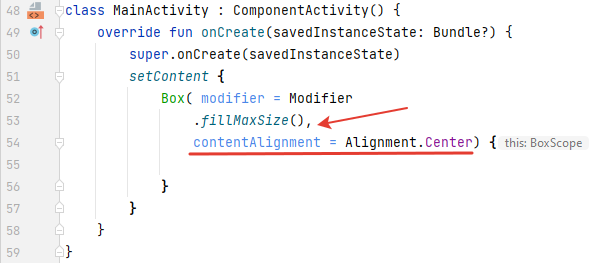 48 class MainActivity : ComponentActivity() {
49 override fun onCreate(savedInstanceState: Bundle?) {
50 super.onCreate(savedInstanceState)
51 setContent {
52 Box( modifier = Modifier
53 .fillMaxSize(),
54 contentAlignment = Alignment.Center) { this: BoxScope
55
56 }
57 }
58 }
59 }